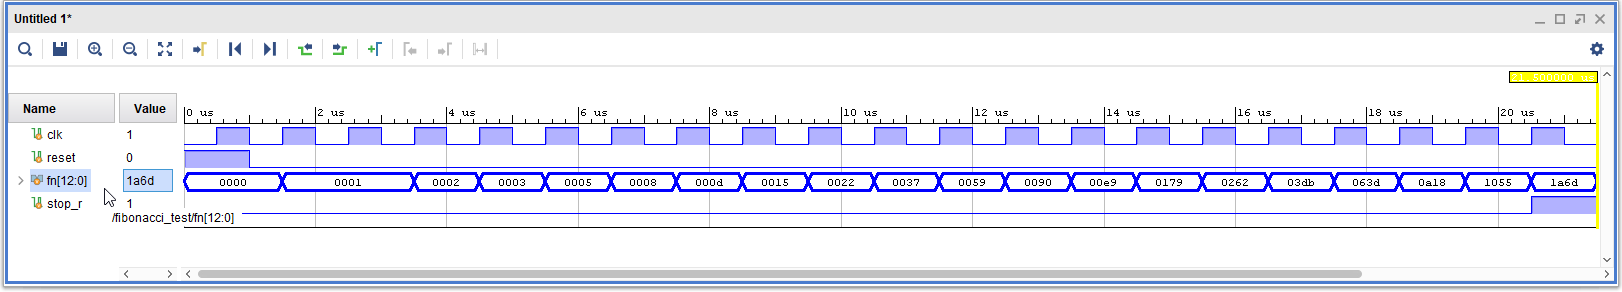 Untitled 1*
Name Value
0 us 2 us 4 us 6 us 8 us 10 us 12 us 14 us 16 us 18 us 20 us
clk 1
reset 0
fn[12:0] 1a6d 0000 0001 0002 0003 0005 0008 000d 0015 0022 0037 0059 0090 00e9 0179 0262 03db 063d 0a18 1055 1a6d
stop_r 1
/fibonacci_test/fn[12:0]